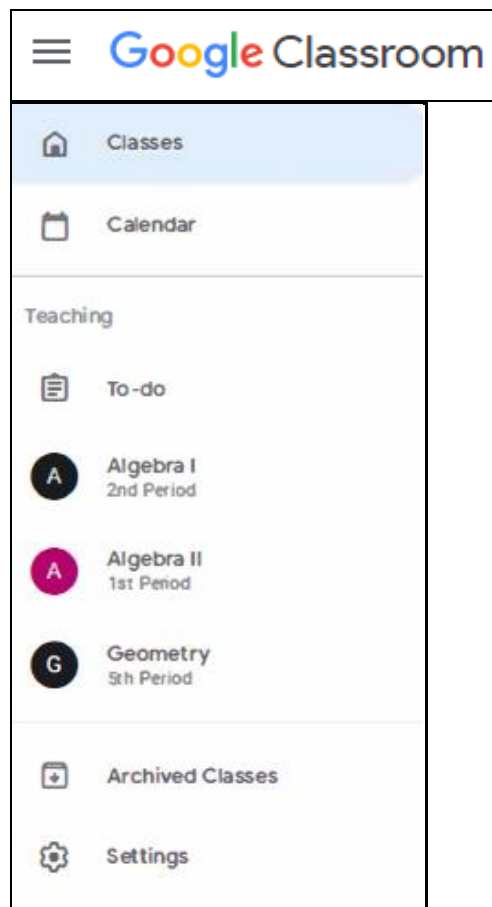 Google Classroom
Classes
Calendar
Teaching
To-do
A
Algebra I
2nd Period
A
Algebra II
1st Period
G
Geometry
5th Period
Archived Classes
Settings